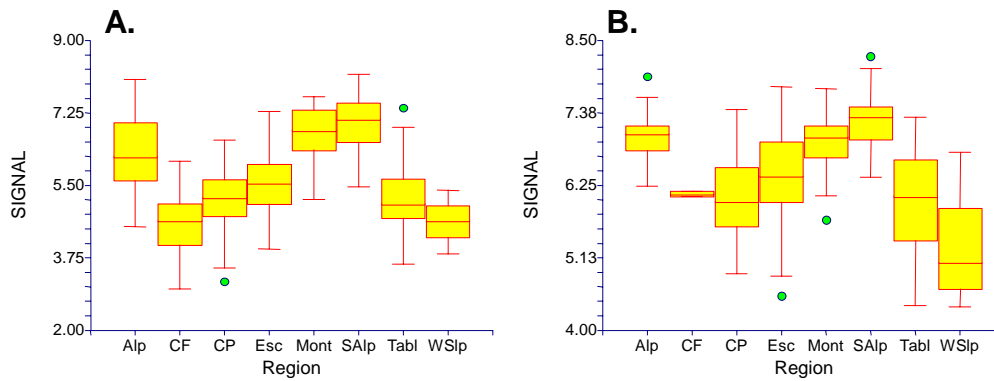 A.
9.00
7.25
5.50
3.75
2.00
SIGNAL
Alp CF CP Esc Mont SAlp Tabl WSlp
Region
B.
8.50
7.38
6.25
5.13
4.00
SIGNAL
Alp CF CP Esc Mont SAlp Tabl WSlp
Region